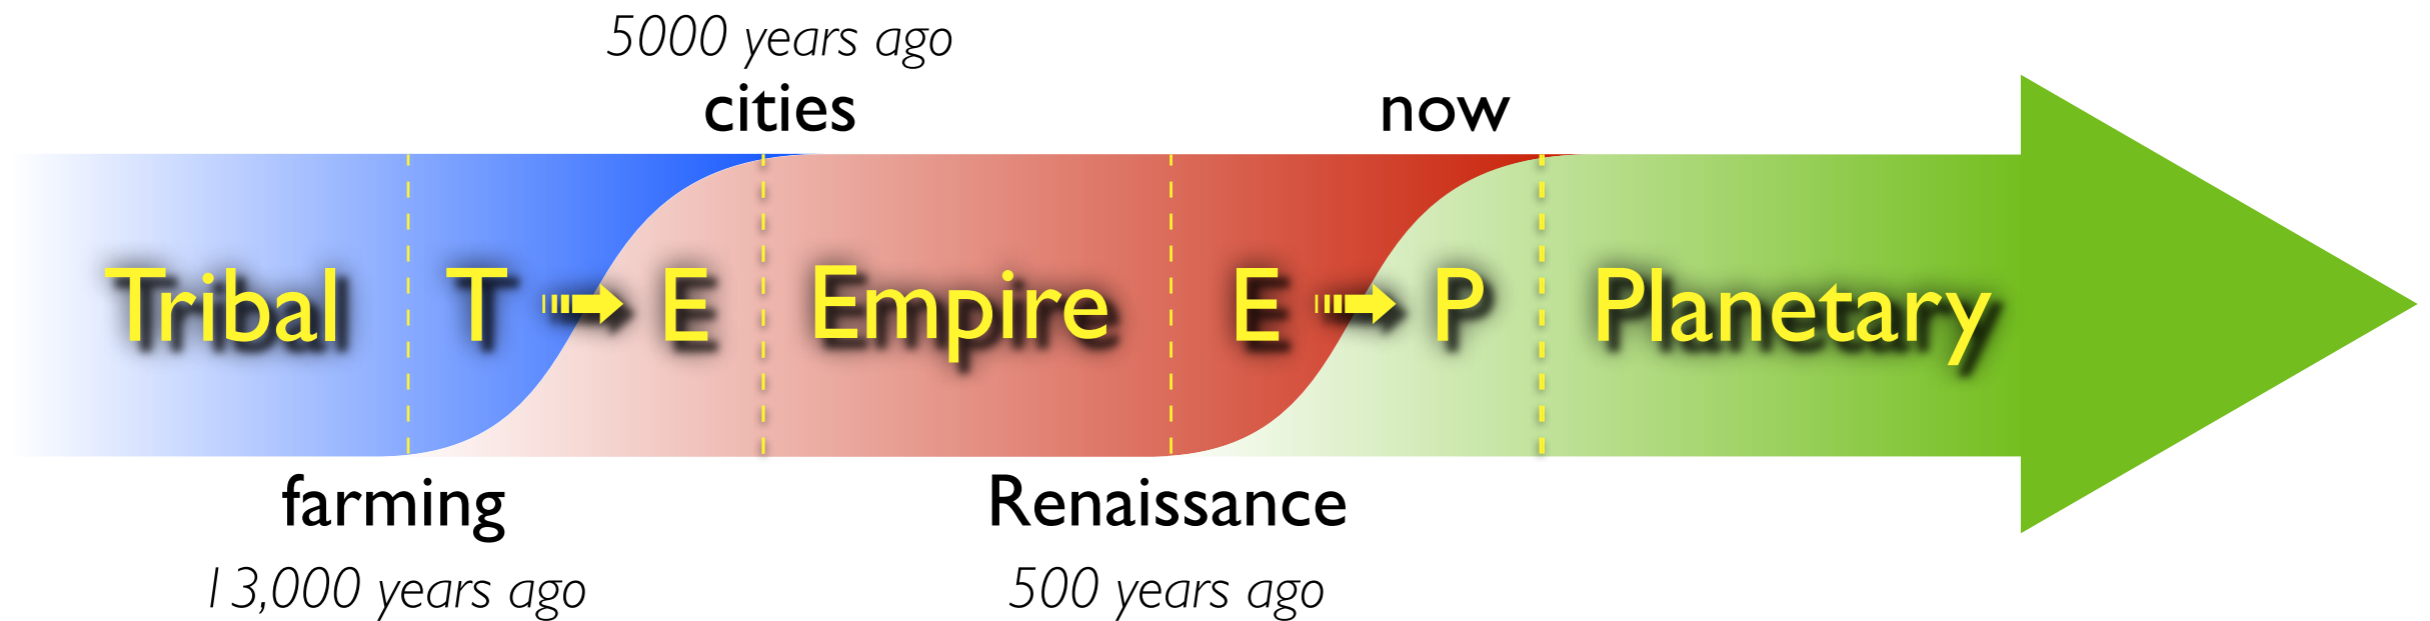 5000 years ago
cities
now
Tribal
T
E
Empire
E
P
Planetary
farming
Renaissance
13,000 years ago
500 years ago